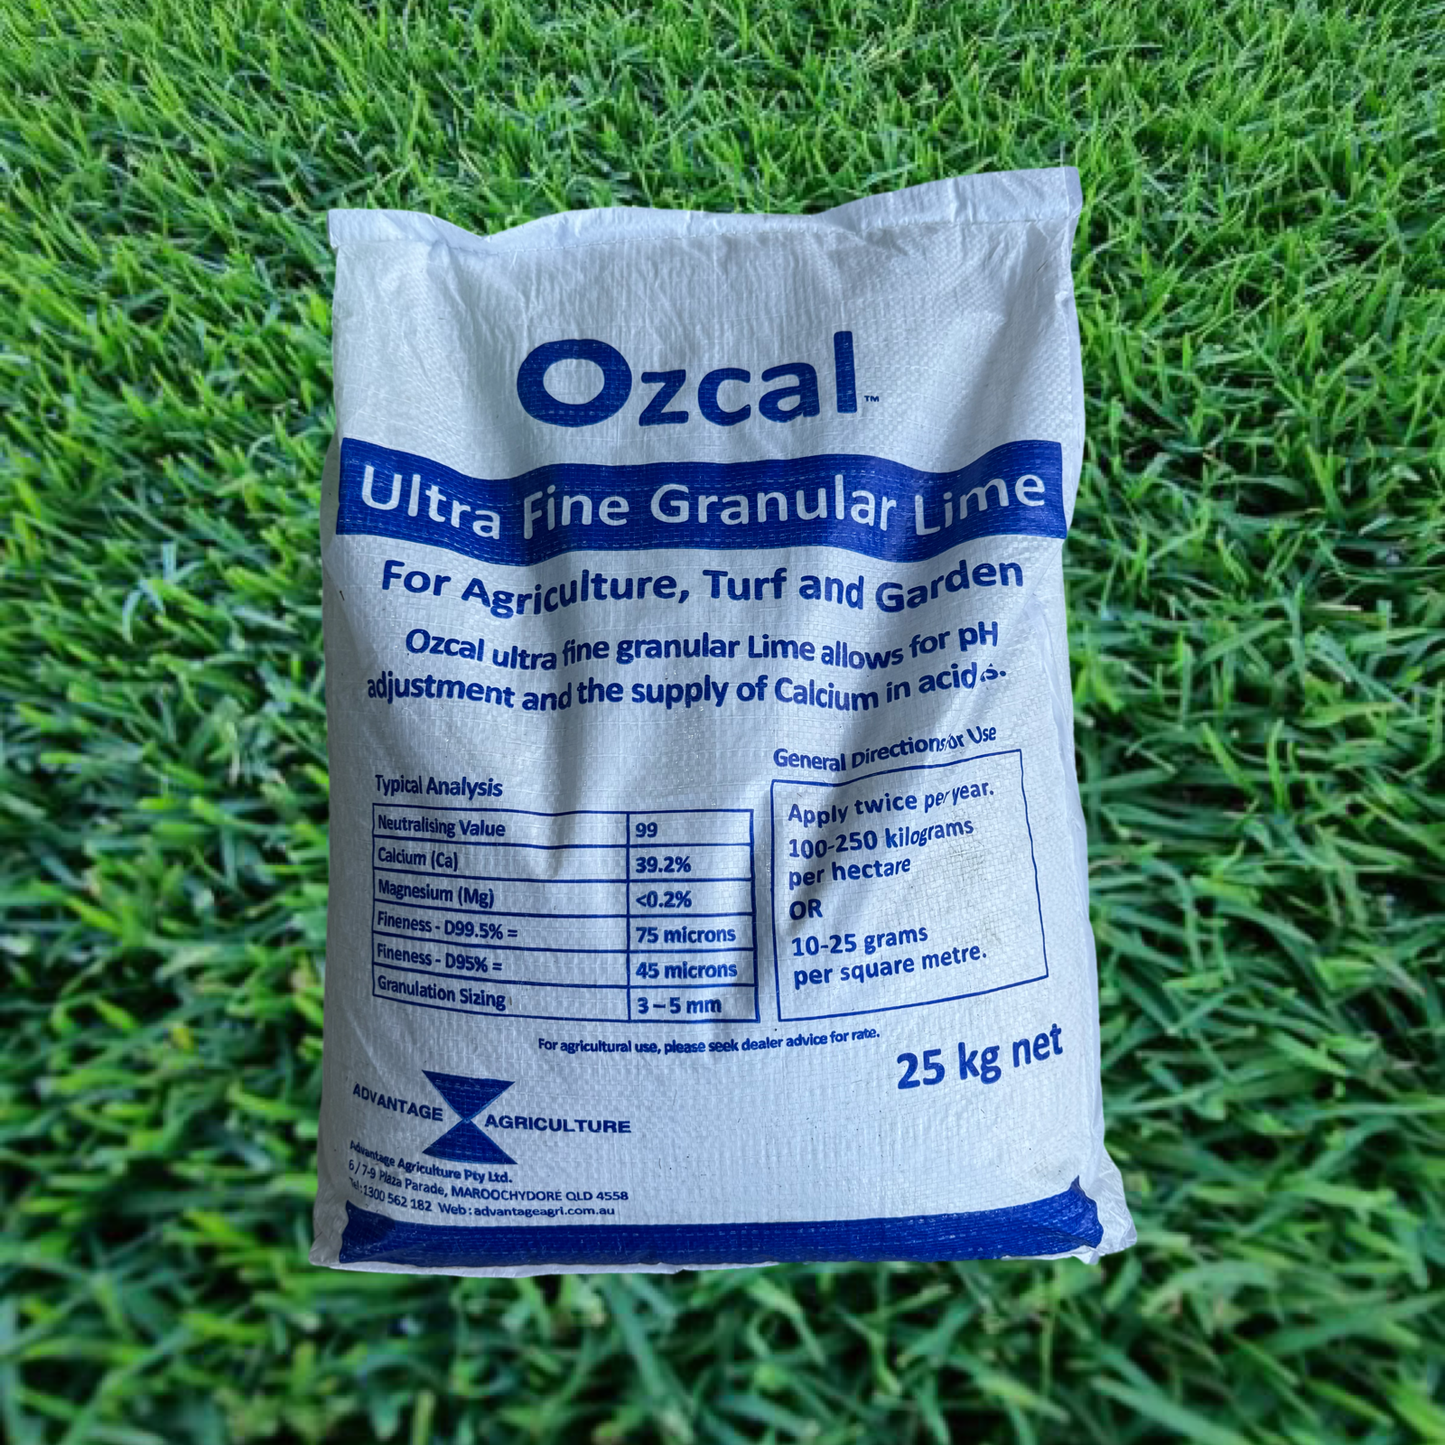 Ozcal™
Ultra Fine Granular Lime
For Agriculture, Turf and Garden
Ozcal ultra fine granular Lime allows for pH
adjustment and the supply of Calcium in
Typical Analysis
Neutralising Value 99
Calcium (Ca) 39.2%
Magnesium (Mg) <0.2%
Fineness - D99.5% = 75 microns
Fineness - D95% = 45 microns
Granulation Sizing 3 – 5 mm
General Directions for Use
Apply twice per year.
100-250 kilograms
per hectare
OR
10-25 grams
per square metre.
For agricultural use, please seek dealer advice for rate.
25 kg net
ADVANTAGE AGRICULTURE
Advantage Agriculture Pty Ltd.
6 / 7-9 Plaza Parade, MAROOCHYDORE QLD 4558
Tel : 1300 562 182 Web : advantageagri.com.au